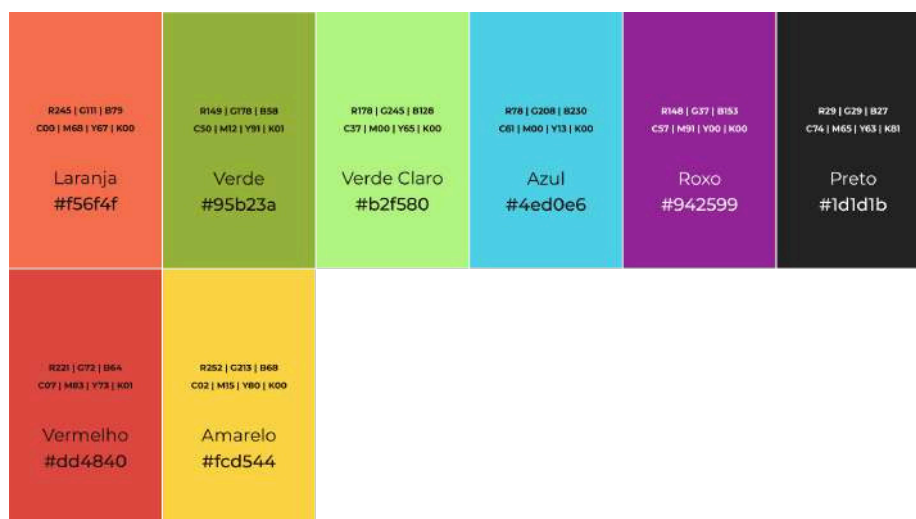 R245 | G111 | B79
C00 | M68 | Y67 | K00
Laranja
#f56f4f
R149 | G178 | B58
C50 | M12 | Y91 | K01
Verde
#95b23a
R178 | G245 | B128
C37 | M00 | Y65 | K00
Verde Claro
#b2f580
R78 | G208 | B230
C61 | M00 | Y13 | K00
Azul
#4ed0e6
R148 | G37 | B153
C57 | M91 | Y00 | K00
Roxo
#942599
R29 | G29 | B27
C74 | M65 | Y63 | K81
Preto
#1d1d1b
R221 | G72 | B64
C07 | M83 | Y73 | K01
Vermelho
#dd4840
R252 | G213 | B68
C02 | M15 | Y80 | K00
Amarelo
#fcd544